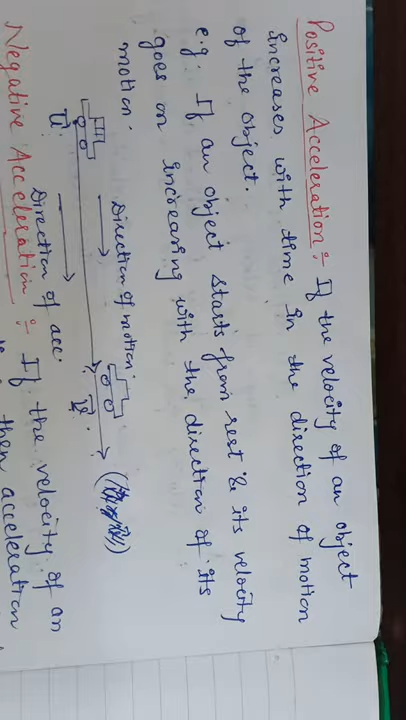 Positive Acceleration :- If the velocity of an object
increases with time in the direction of motion
of the object.
e.g. If an object starts from rest & its velocity
goes on increasing with the direction of its
motion.
Direction of motion.
Direction of acc.
Negative Acceleration :- If the velocity of an
then acceleration